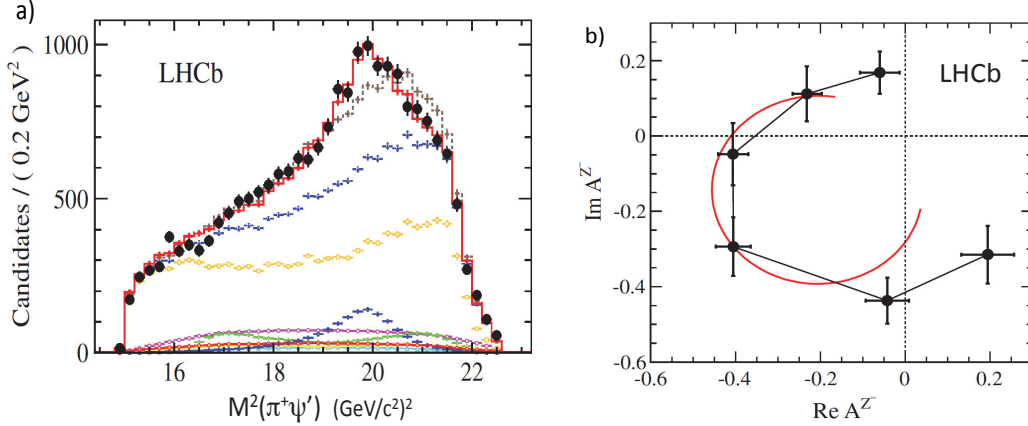 a)
LHCb
Candidates / ( 0.2 GeV²)
1000
500
0
16
18
20
22
M²(π⁺ψ') (GeV/c²)²
b)
LHCb
Im A^Z⁻
0.2
0
-0.2
-0.4
-0.6
-0.6
-0.4
-0.2
0
0.2
Re A^Z⁻